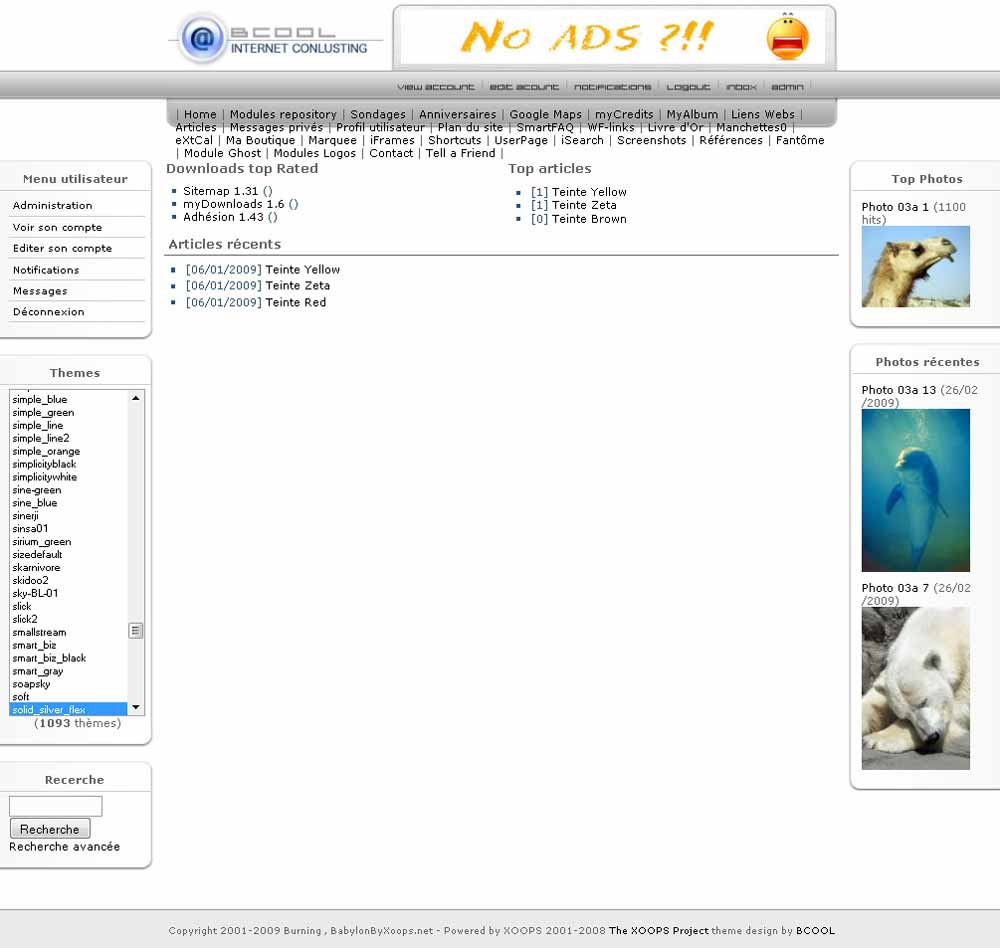 BCOOL
INTERNET CONLUSTING
No ADS ?!!
view account
edit acount
notifications
Logout
inbox
admin
| Home | Modules repository | Sondages | Anniversaires | Google Maps | myCredits | MyAlbum | Liens Webs |
Articles | Messages privés | Profil utilisateur | Plan du site | SmartFAQ | WF-links | Livre d'Or | Manchettes0 |
eXtCal | Ma Boutique | Marquee | iFrames | Shortcuts | UserPage | iSearch | Screenshots | Références | Fantôme
| Module Ghost | Modules Logos | Contact | Tell a Friend |
Menu utilisateur
Administration
Voir son compte
Editer son compte
Notifications
Messages
Déconnexion
Themes
simple_blue
simple_green
simple_line
simple_line2
simple_orange
simplicityblack
simplicitywhite
sine-green
sine_blue
sinerji
sinsa01
sirium_green
sizedefault
skarnivore
skidoo2
sky-BL-01
slick
slick2
smallstream
smart_biz
smart_biz_black
smart_gray
soapsky
soft
solid_silver_flex
(1093 thèmes)
Recerche
Recherche
Recherche avancée
Downloads top Rated
Sitemap 1.31 ()
myDownloads 1.6 ()
Adhésion 1.43 ()
Top articles
[1] Teinte Yellow
[1] Teinte Zeta
[0] Teinte Brown
Articles récents
[06/01/2009] Teinte Yellow
[06/01/2009] Teinte Zeta
[06/01/2009] Teinte Red
Top Photos
Photo 03a 1 (1100
hits)
Photos récentes
Photo 03a 13 (26/02
/2009)
Photo 03a 7 (26/02
/2009)
Copyright 2001-2009 Burning , BabylonByXoops.net - Powered by XOOPS 2001-2008 The XOOPS Project theme design by BCOOL